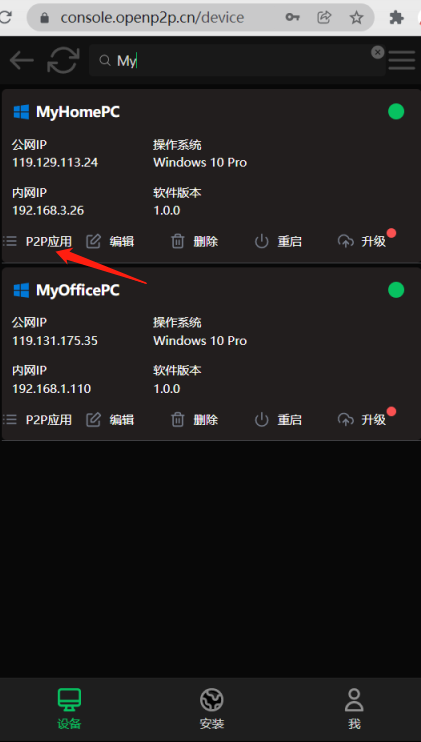 console.openp2p.cn/device
My
MyHomePC
公网IP 操作系统
119.129.113.24 Windows 10 Pro
内网IP 软件版本
192.168.3.26 1.0.0
P2P应用 编辑 删除 重启 升级
MyOfficePC
公网IP 操作系统
119.131.175.35 Windows 10 Pro
内网IP 软件版本
192.168.1.110 1.0.0
P2P应用 编辑 删除 重启 升级
设备 安装 我